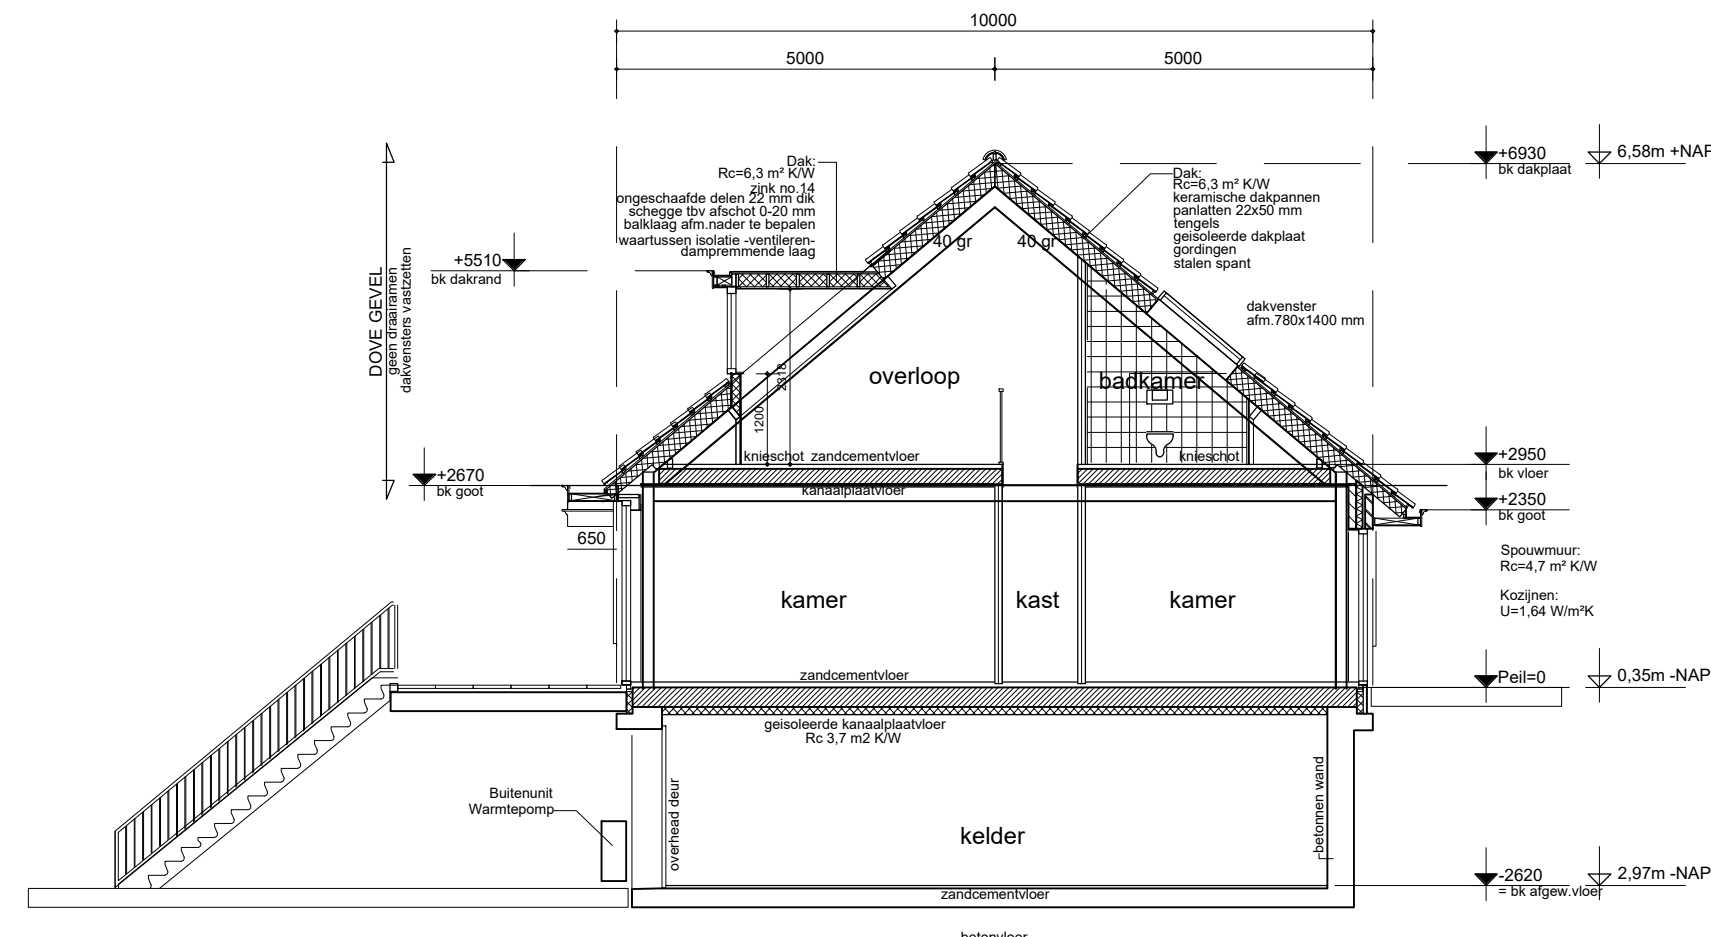 10000
5000
5000
Dak:
Rc=6,3 m² K/W
zink no.14
ongeschaafde delen 22 mm dik
schegge tbv afschot 0-20 mm
balklaag afm.nader te bepalen
waartussen isolatie -ventileren-
dampremmende laag
Dak:
Rc=6,3 m² K/W
keramische dakpannen
panlatten 22x50 mm
tengels
geisoleerde dakplaat
gordingen
stalen spant
+6930
bk dakplaat
6,58m +NAP
40 gr
40 gr
+5510
bk dakrand
DOVE GEVEL
geen draairamen
dakvensters vastzetten
dakvenster
afm.780x1400 mm
overloop
badkamer
2318
1200
knieschot
zandcementvloer
knieschot
+2950
bk vloer
+2670
bk goot
kanaalplaatvloer
+2350
bk goot
650
Spouwmuur:
Rc=4,7 m² K/W
Kozijnen:
U=1,64 W/m²K
kamer
kast
kamer
zandcementvloer
Peil=0
0,35m -NAP
geisoleerde kanaalplaatvloer
Rc 3,7 m2 K/W
Buitenunit
Warmtepomp
overhead deur
kelder
betonnen wand
-2620
= bk afgew.vloer
2,97m -NAP
zandcementvloer
betonvloer